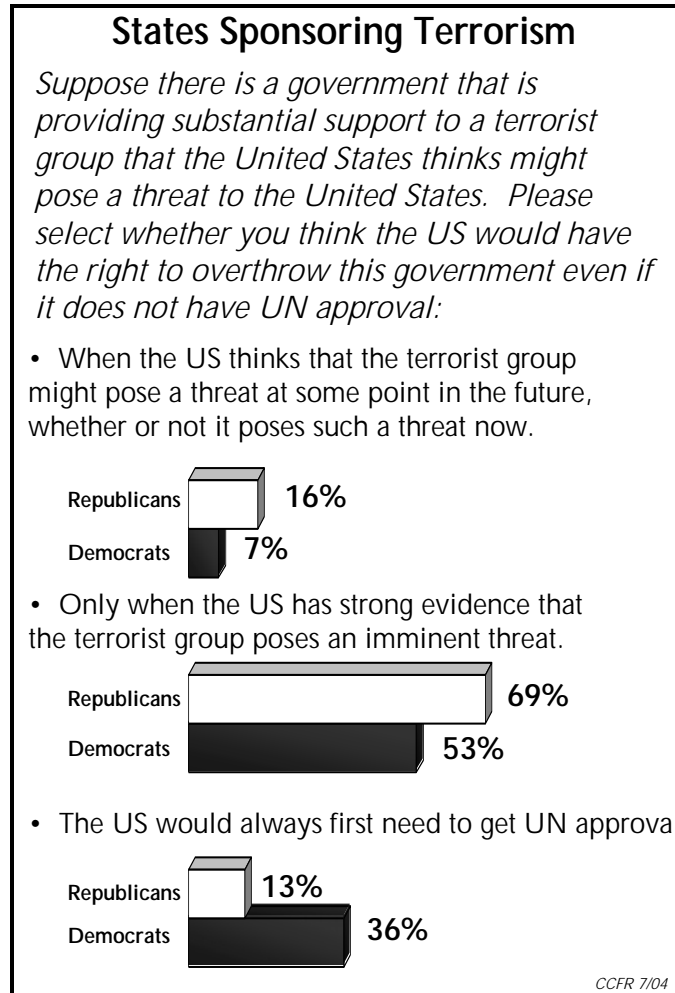 States Sponsoring Terrorism
Suppose there is a government that is
providing substantial support to a terrorist
group that the United States thinks might
pose a threat to the United States. Please
select whether you think the US would have
the right to overthrow this government even if
it does not have UN approval:
• When the US thinks that the terrorist group
might pose a threat at some point in the future,
whether or not it poses such a threat now.
Republicans 16%
Democrats 7%
• Only when the US has strong evidence that
the terrorist group poses an imminent threat.
Republicans 69%
Democrats 53%
• The US would always first need to get UN approva
Republicans 13%
Democrats 36%
CCFR 7/04